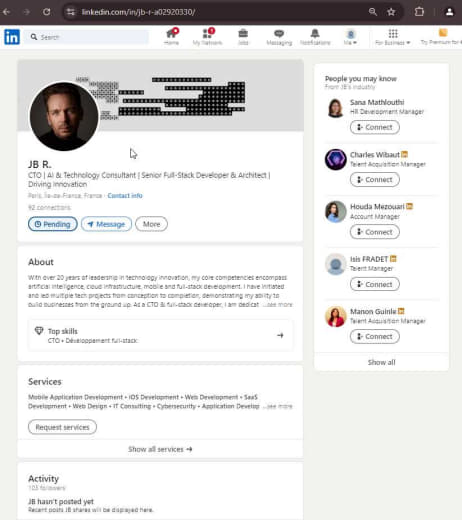 linkedin.com/in/jb-r-a02920330/
in
Search
Home
My Network
Jobs
Messaging
Notifications
Me
For Business
Try Premium for
JB R.
CTO | AI & Technology Consultant | Senior Full-Stack Developer & Architect |
Driving Innovation
Paris, Île-de-France, France · Contact info
92 connections
Pending
Message
More
About
With over 20 years of leadership in technology innovation, my core competencies encompass
artificial intelligence, cloud infrastructure, mobile and full-stack development. I have initiated
and led multiple tech projects from conception to completion, demonstrating my ability to
build businesses from the ground up. As a CTO & full-stack developer, I am dedicat ...see more
Top skills
CTO • Développement full-stack
Services
Mobile Application Development • iOS Development • Web Development • SaaS
Development • Web Design • IT Consulting • Cybersecurity • Application Develop ...see more
Request services
Show all services →
Activity
103 followers
JB hasn't posted yet
Recent posts JB shares will be displayed here.
People you may know
From JB's industry
Sana Mathlouthi
HR Development Manager
Connect
Charles Wibaut in
Talent Acquisition Manager
Connect
Houda Mezouari in
Account Manager
Connect
Isis FRADET in
Talent Manager
Connect
Manon Guinle in
Talent Acquisition Manager
Connect
Show all